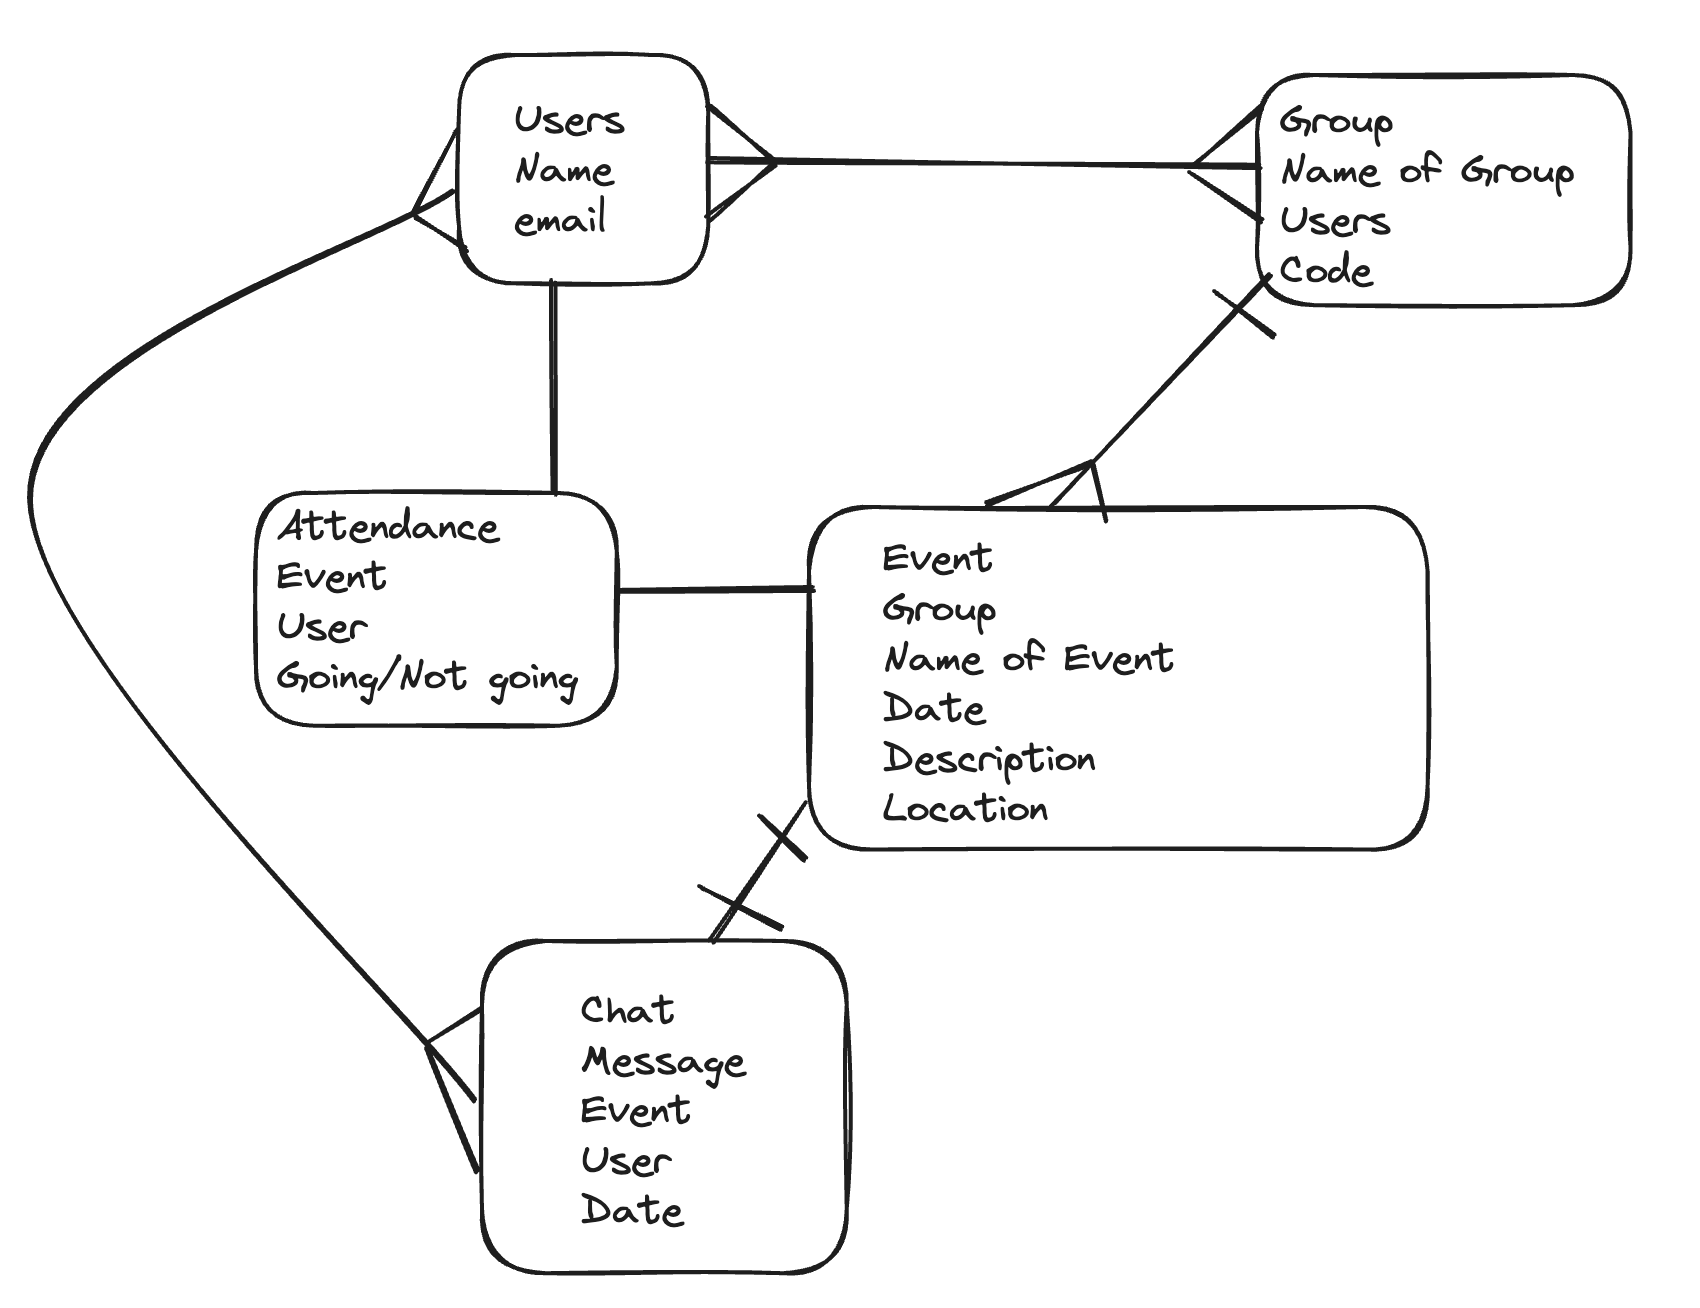 Users
Name
email
Group
Name of Group
Users
Code
Attendance
Event
User
Going/Not going
Event
Group
Name of Event
Date
Description
Location
Chat
Message
Event
User
Date